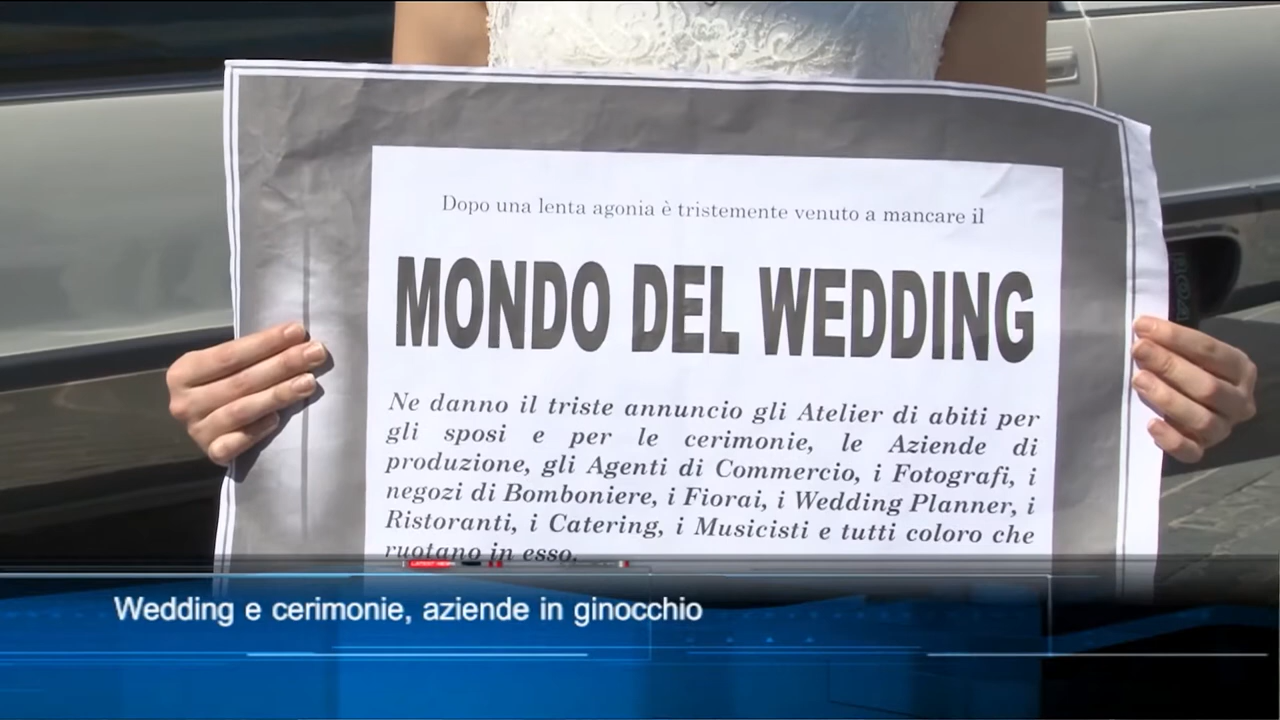 Dopo una lenta agonia è tristemente venuto a mancare il
MONDO DEL WEDDING
Ne danno il triste annuncio gli Atelier di abiti per
gli sposi e per le cerimonie, le Aziende di
produzione, gli Agenti di Commercio, i Fotografi, i
negozi di Bomboniere, i Fiorai, i Wedding Planner, i
Ristoranti, i Catering, i Musicisti e tutti coloro che
ruotano in esso.
LATEST NEWS
Wedding e cerimonie, aziende in ginocchio